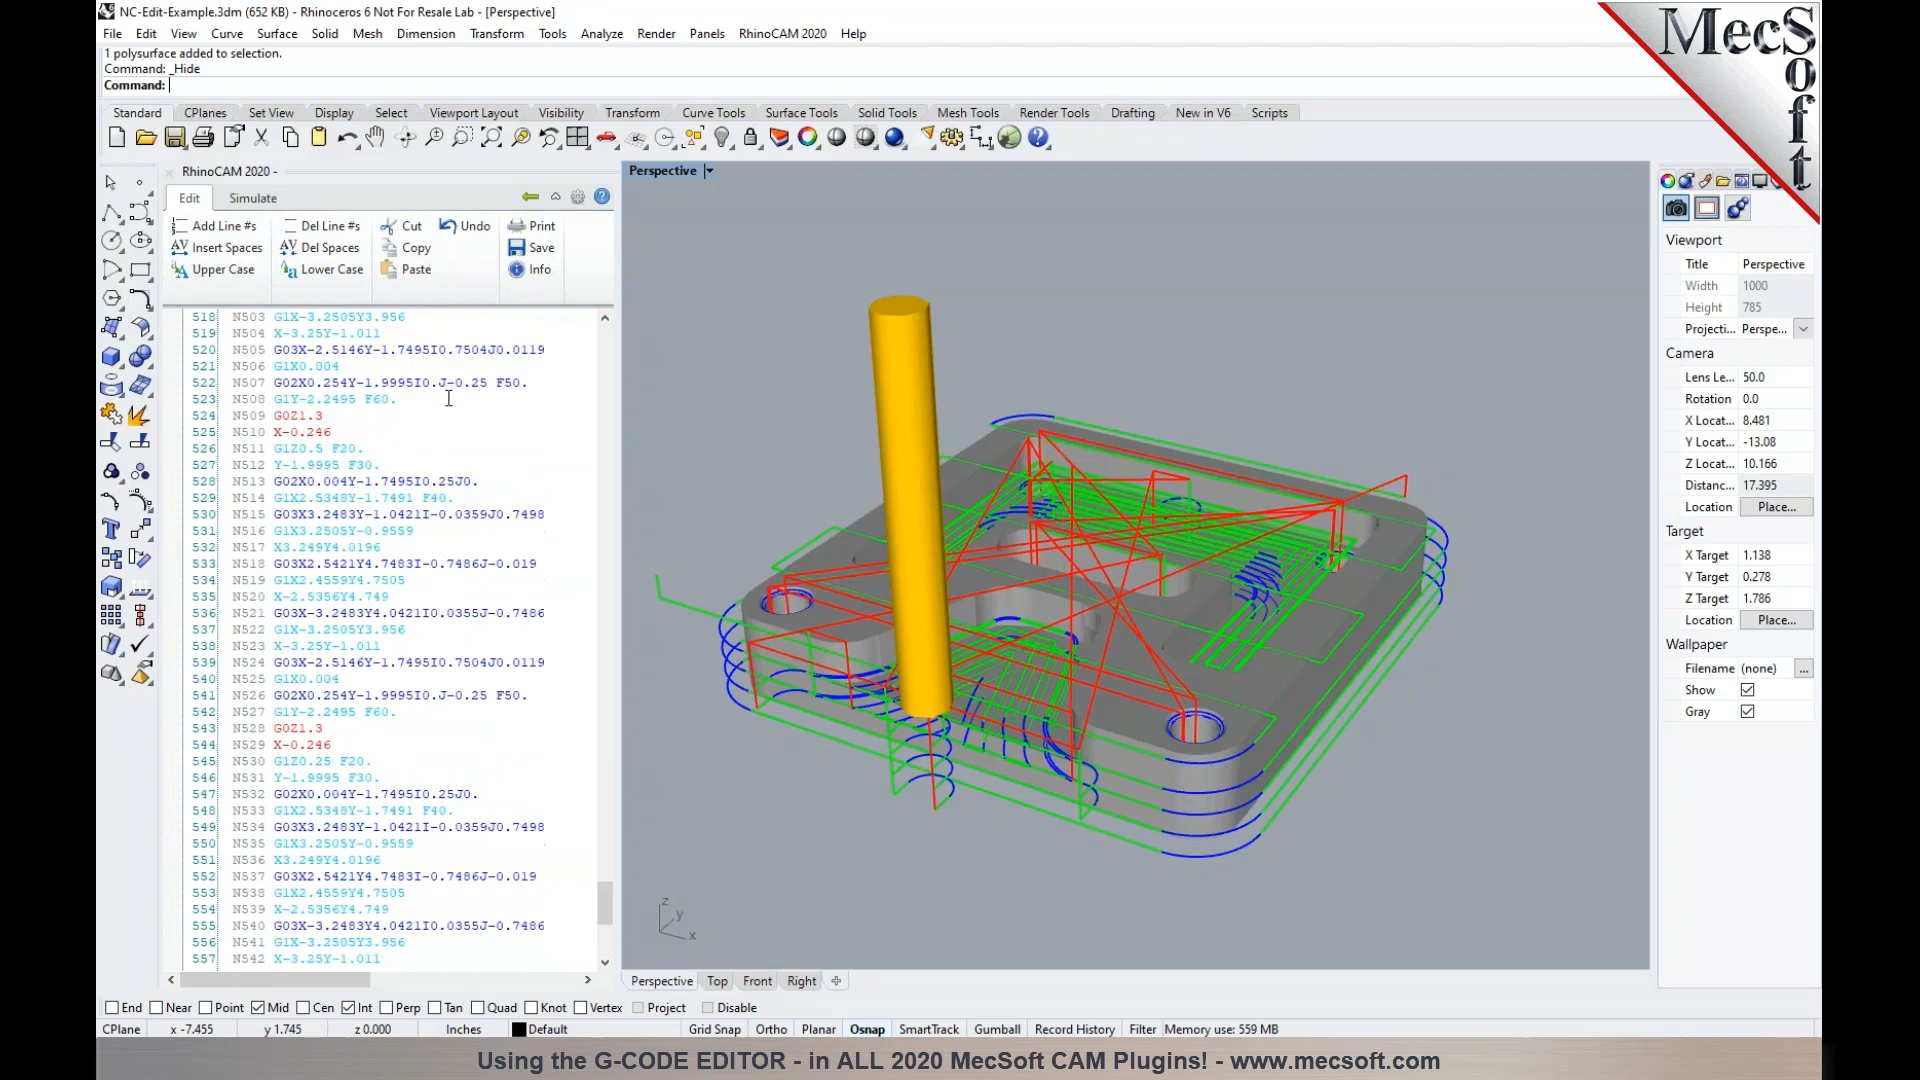 NC-Edit-Example.3dm (652 KB) - Rhinoceros 6 Not For Resale Lab - [Perspective]
File Edit View Curve Surface Solid Mesh Dimension Transform Tools Analyze Render Panels RhinoCAM 2020 Help
1 polysurface added to selection.
Command: _Hide
Command:
MecSoft
Standard CPlanes Set View Display Select Viewport Layout Visibility Transform Curve Tools Surface Tools Solid Tools Mesh Tools Render Tools Drafting New in V6 Scripts
RhinoCAM 2020 -
Edit Simulate
Add Line #s Del Line #s Cut Undo Print
Insert Spaces Del Spaces Copy Save
Upper Case Lower Case Paste Info
518 N503 G1X-3.2505Y3.956
519 N504 X-3.25Y-1.011
520 N505 G03X-2.5146Y-1.7495I0.7504J0.0119
521 N506 G1X0.004
522 N507 G02X0.254Y-1.9995I0.J-0.25 F50.
523 N508 G1Y-2.2495 F60.
524 N509 G0Z1.3
525 N510 X-0.246
526 N511 G1Z0.5 F20.
527 N512 Y-1.9995 F30.
528 N513 G02X0.004Y-1.7495I0.25J0.
529 N514 G1X2.5348Y-1.7491 F40.
530 N515 G03X3.2483Y-1.0421I-0.0359J0.7498
531 N516 G1X3.2505Y-0.9559
532 N517 X3.249Y4.0196
533 N518 G03X2.5421Y4.7483I-0.7486J-0.019
534 N519 G1X2.4559Y4.7505
535 N520 X-2.5356Y4.749
536 N521 G03X-3.2483Y4.0421I0.0355J-0.7486
537 N522 G1X-3.2505Y3.956
538 N523 X-3.25Y-1.011
539 N524 G03X-2.5146Y-1.7495I0.7504J0.0119
540 N525 G1X0.004
541 N526 G02X0.254Y-1.9995I0.J-0.25 F50.
542 N527 G1Y-2.2495 F60.
543 N528 G0Z1.3
544 N529 X-0.246
545 N530 G1Z0.25 F20.
546 N531 Y-1.9995 F30.
547 N532 G02X0.004Y-1.7495I0.25J0.
548 N533 G1X2.5348Y-1.7491 F40.
549 N534 G03X3.2483Y-1.0421I-0.0359J0.7498
550 N535 G1X3.2505Y-0.9559
551 N536 X3.249Y4.0196
552 N537 G03X2.5421Y4.7483I-0.7486J-0.019
553 N538 G1X2.4559Y4.7505
554 N539 X-2.5356Y4.749
555 N540 G03X-3.2483Y4.0421I0.0355J-0.7486
556 N541 G1X-3.2505Y3.956
557 N542 X-3.25Y-1.011
Perspective
z
y
x
Perspective Top Front Right
Viewport
Title Perspective
Width 1000
Height 785
Projecti... Perspe...
Camera
Lens Le... 50.0
Rotation 0.0
X Locat... 8.481
Y Locat... -13.08
Z Locat... 10.166
Distanc... 17.395
Location Place...
Target
X Target 1.138
Y Target 0.278
Z Target 1.786
Location Place...
Wallpaper
Filename (none) ...
Show
Gray
End Near Point Mid Cen Int Perp Tan Quad Knot Vertex Project Disable
CPlane x -7.455 y 1.745 z 0.000 Inches Default Grid Snap Ortho Planar Osnap SmartTrack Gumball Record History Filter Memory use: 559 MB
Using the G-CODE EDITOR - in ALL 2020 MecSoft CAM Plugins! - www.mecsoft.com